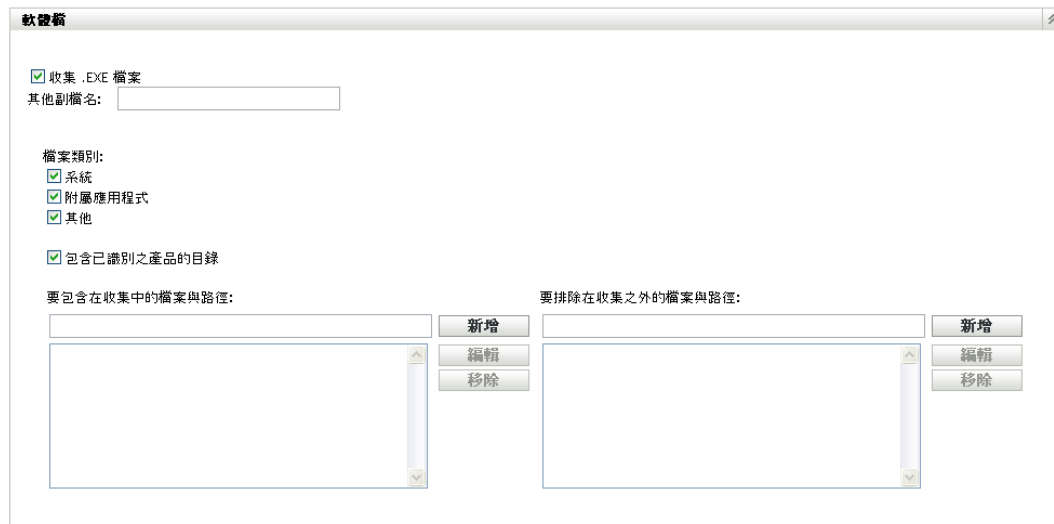 軟體檔
收集 .EXE 檔案
其他副檔名:
檔案類別:
系統
附屬應用程式
其他
包含已識別之產品的目錄
要包含在收集中的檔案與路徑:
要排除在收集之外的檔案與路徑:
新增
新增
編輯
編輯
移除
移除